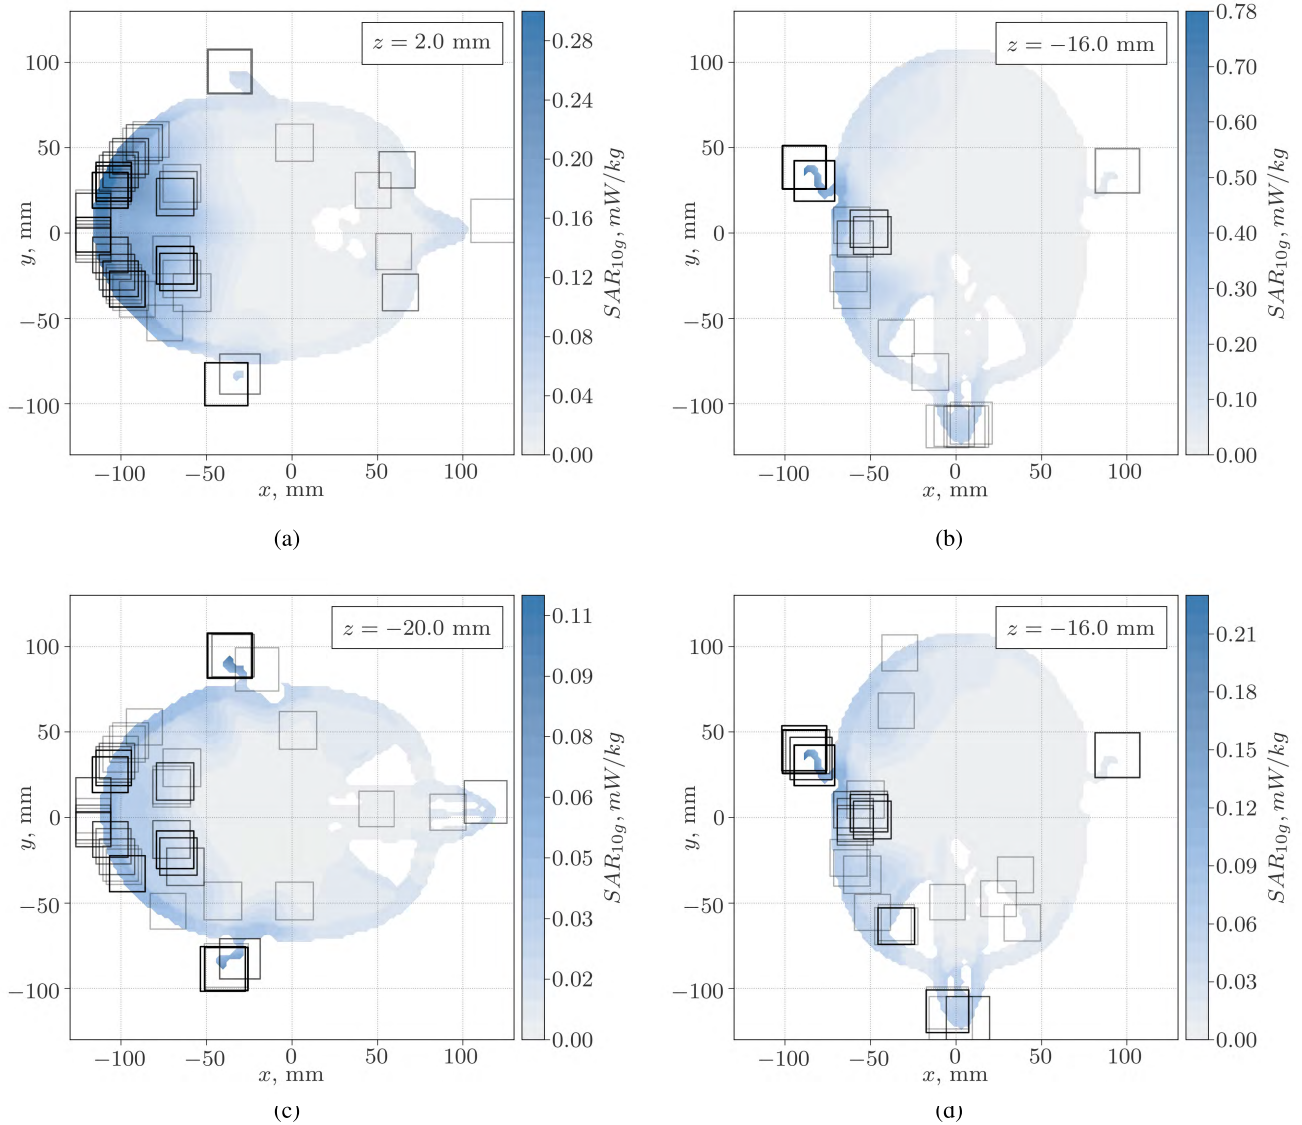 z = 2.0 mm
100
50
0
−50
−100
y, mm
−100 −50 0 50 100
x, mm
0.28
0.24
0.20
0.16
0.12
0.08
0.04
0.00
SAR10g, mW/kg
(a)
z = −16.0 mm
100
50
0
−50
−100
y, mm
−100 −50 0 50 100
x, mm
0.78
0.70
0.60
0.50
0.40
0.30
0.20
0.10
0.00
SAR10g, mW/kg
(b)
z = −20.0 mm
100
50
0
−50
−100
y, mm
−100 −50 0 50 100
x, mm
0.11
0.09
0.08
0.06
0.05
0.03
0.02
0.00
SAR10g, mW/kg
(c)
z = −16.0 mm
100
50
0
−50
−100
y, mm
−100 −50 0 50 100
x, mm
0.21
0.18
0.15
0.12
0.09
0.06
0.03
0.00
SAR10g, mW/kg
(d)